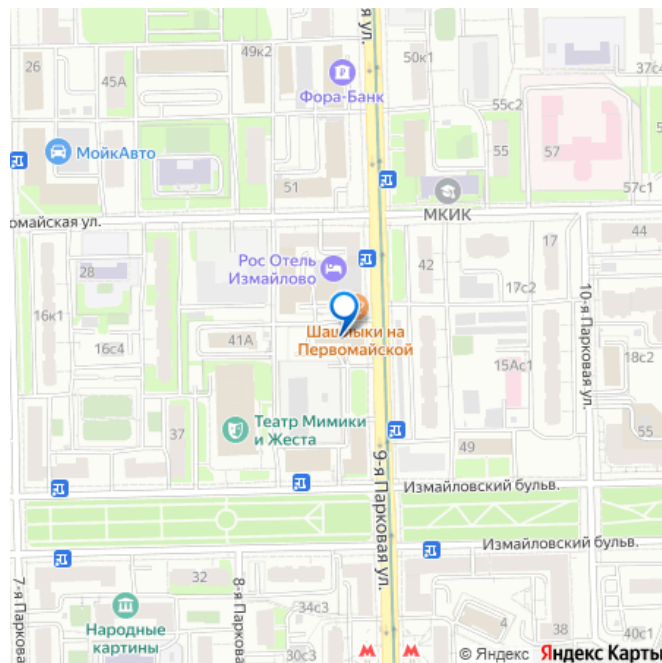 я ул.
49к2
50к1
37с4
26
45А
Фора-Банк
55с2
МойкАвто
55
57
51
57с1
МКИК
омайская ул.
44
Рос Отель
Измайлово
42
17
28
17с2
16к1
Шашлыки на
Первомайской
10-я Парковая ул.
41А
16с4
18с2
15Ас1
Театр Мимики
и Жеста
37
49
55
9-я Парковая ул.
Измайловский бульв.
Измайловский бульв.
7-я Парковая
32
8-я Парковая
34с3
4
38
40с1
Народные
картины
30с3
© Яндекс Яндекс Карты